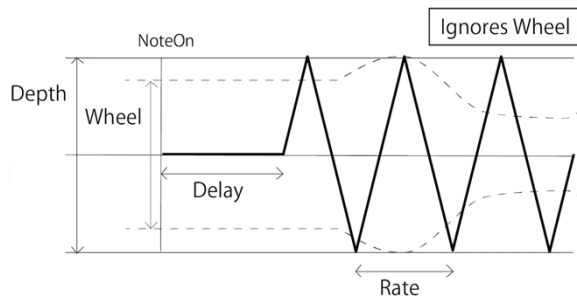 Ignores Wheel
NoteOn
Depth
Wheel
Delay
Rate